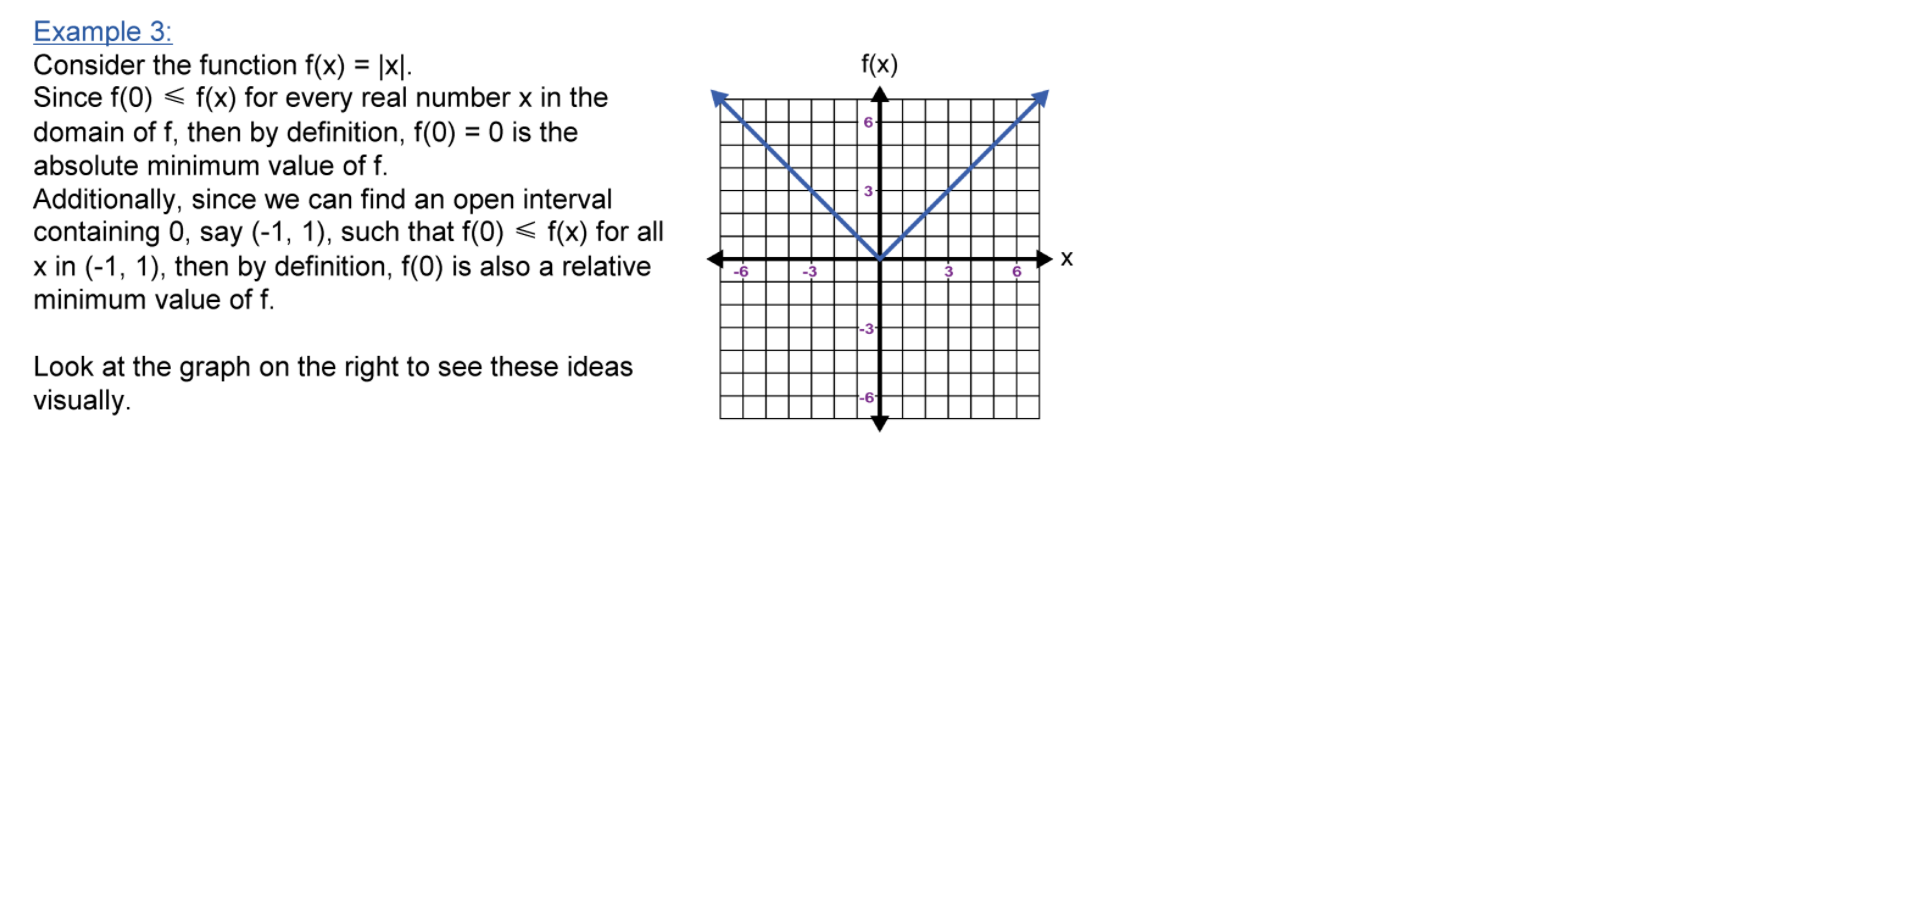 Example 3:
Consider the function f(x) = |x|.
Since f(0) ⩽ f(x) for every real number x in the
domain of f, then by definition, f(0) = 0 is the
absolute minimum value of f.
Additionally, since we can find an open interval
containing 0, say (-1, 1), such that f(0) ⩽ f(x) for all
x in (-1, 1), then by definition, f(0) is also a relative
minimum value of f.
Look at the graph on the right to see these ideas
visually.
f(x)
6
3
x
-6 -3 3 6
-3
-6